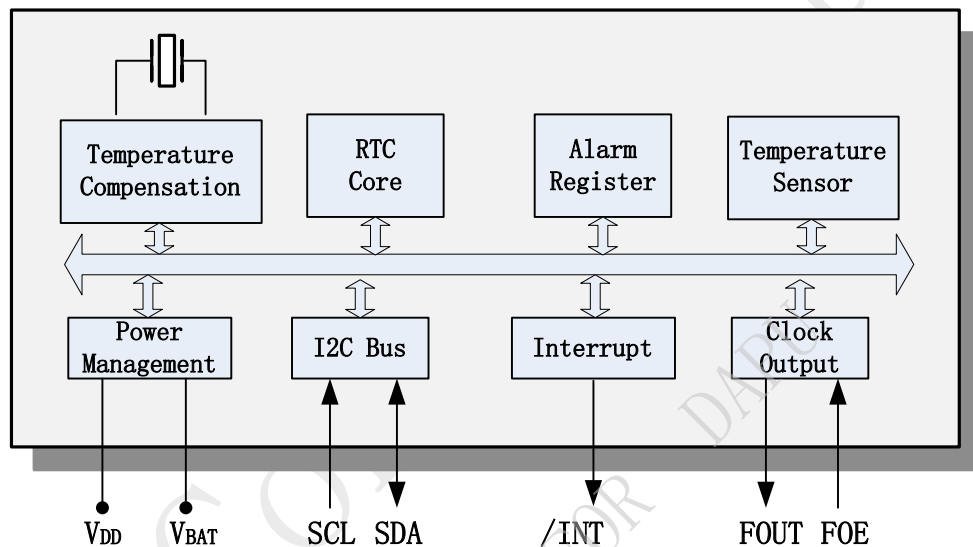 Temperature
Compensation
RTC
Core
Alarm
Register
Temperature
Sensor
Power
Management
I2C Bus
Interrupt
Clock
Output
VDD
VBAT
SCL SDA
/INT
FOUT FOE
DAPU